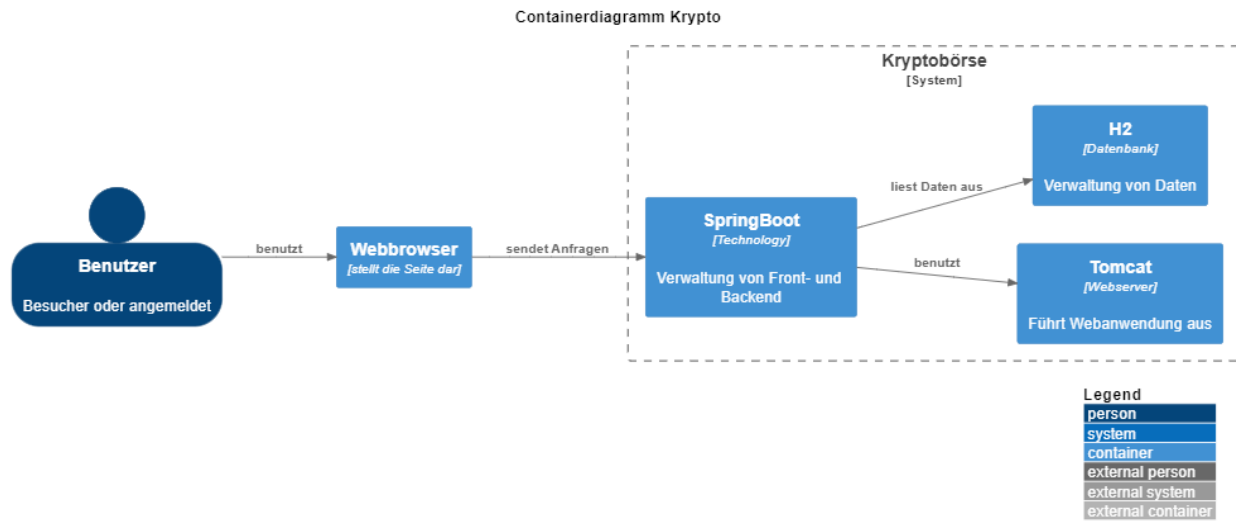 Containerdiagramm Krypto
Kryptobörse
[System]
H2
[Datenbank]
Verwaltung von Daten
liest Daten aus
SpringBoot
[Technology]
Verwaltung von Front- und
Backend
benutzt
Tomcat
[Webserver]
Führt Webanwendung aus
Webbrowser
[stellt die Seite dar]
sendet Anfragen
benutzt
Benutzer
Besucher oder angemeldet
Legend
person
system
container
external person
external system
external container